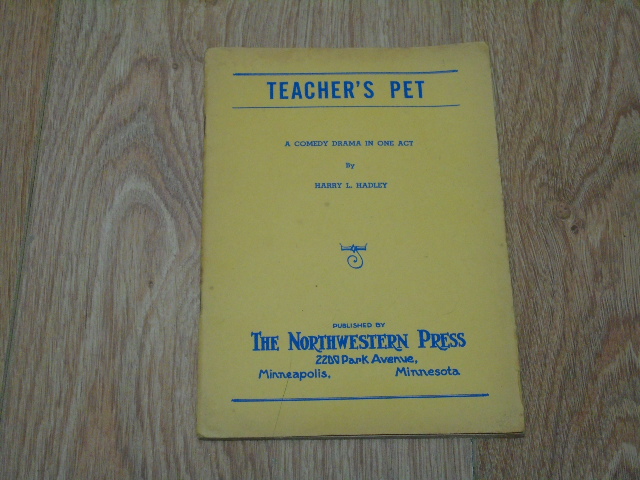 TEACHER'S PET
A COMEDY DRAMA IN ONE ACT
By
HARRY L. HADLEY
PUBLISHED BY
THE NORTHWESTERN PRESS
2200 Park Avenue,
Minneapolis, Minnesota